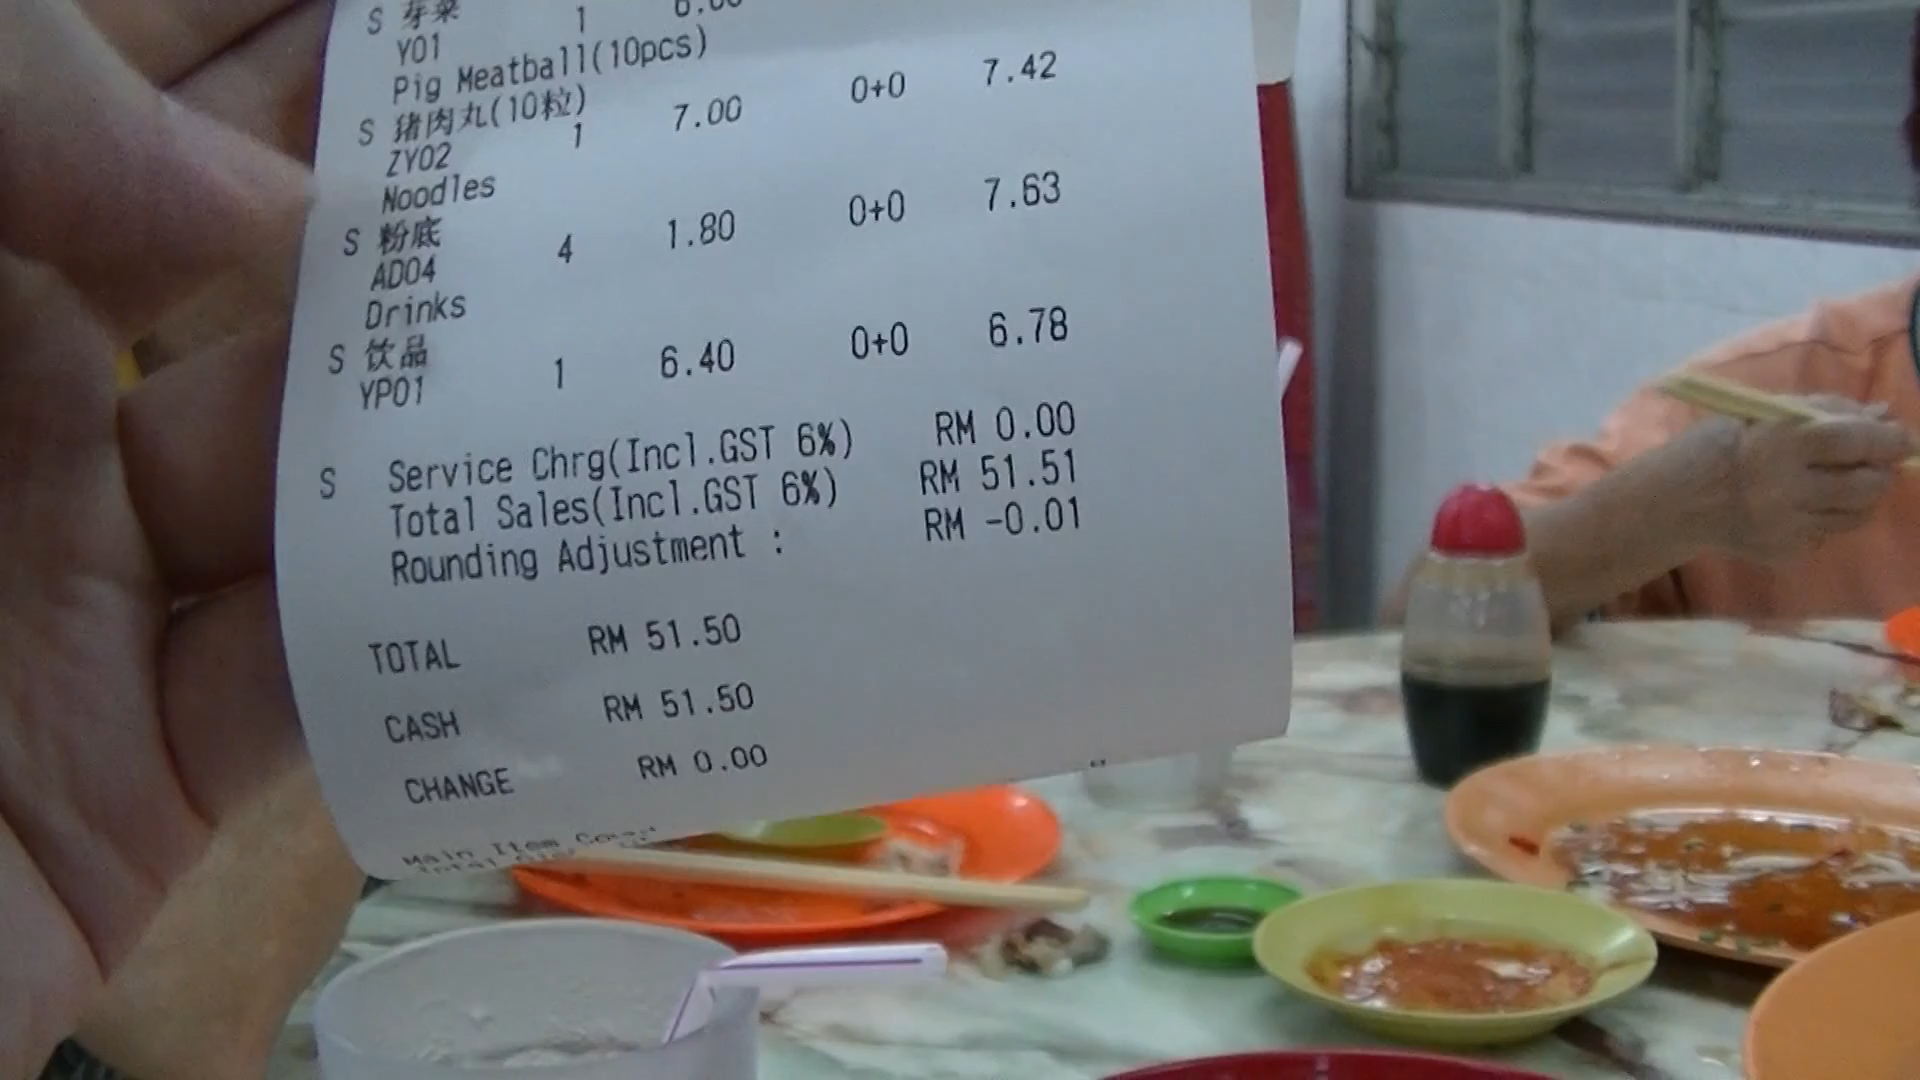 S 芽菜 1
Y01
Pig Meatball(10pcs)
S 猪肉丸(10粒) 1 7.00 0+0 7.42
ZY02
Noodles
S 粉底 4 1.80 0+0 7.63
AD04
Drinks
S 饮品 1 6.40 0+0 6.78
YP01
S Service Chrg(Incl.GST 6%) RM 0.00
Total Sales(Incl.GST 6%) RM 51.51
Rounding Adjustment : RM -0.01
TOTAL RM 51.50
CASH RM 51.50
CHANGE RM 0.00
Main Item